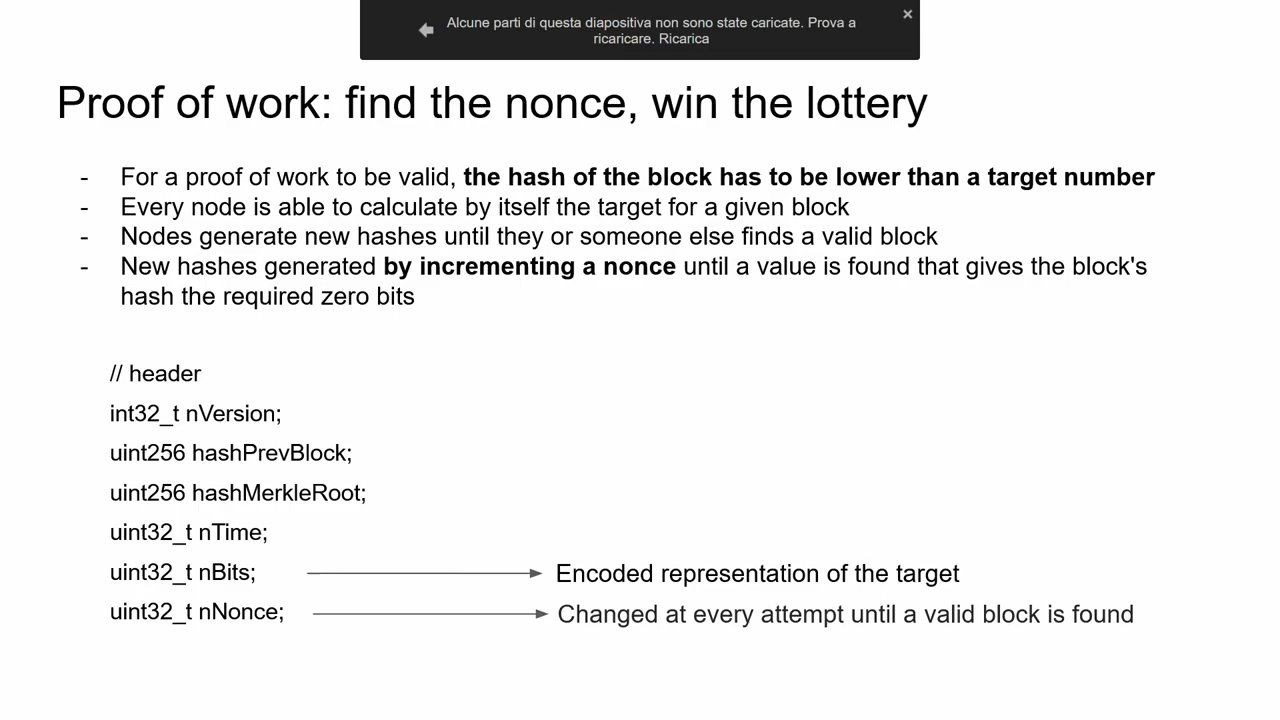 Alcune parti di questa diapositiva non sono state caricate. Prova a
ricaricare. Ricarica
×
Proof of work: find the nonce, win the lottery
- For a proof of work to be valid, the hash of the block has to be lower than a target number
- Every node is able to calculate by itself the target for a given block
- Nodes generate new hashes until they or someone else finds a valid block
- New hashes generated by incrementing a nonce until a value is found that gives the block's
hash the required zero bits
// header
int32_t nVersion;
uint256 hashPrevBlock;
uint256 hashMerkleRoot;
uint32_t nTime;
uint32_t nBits; Encoded representation of the target
uint32_t nNonce; Changed at every attempt until a valid block is found